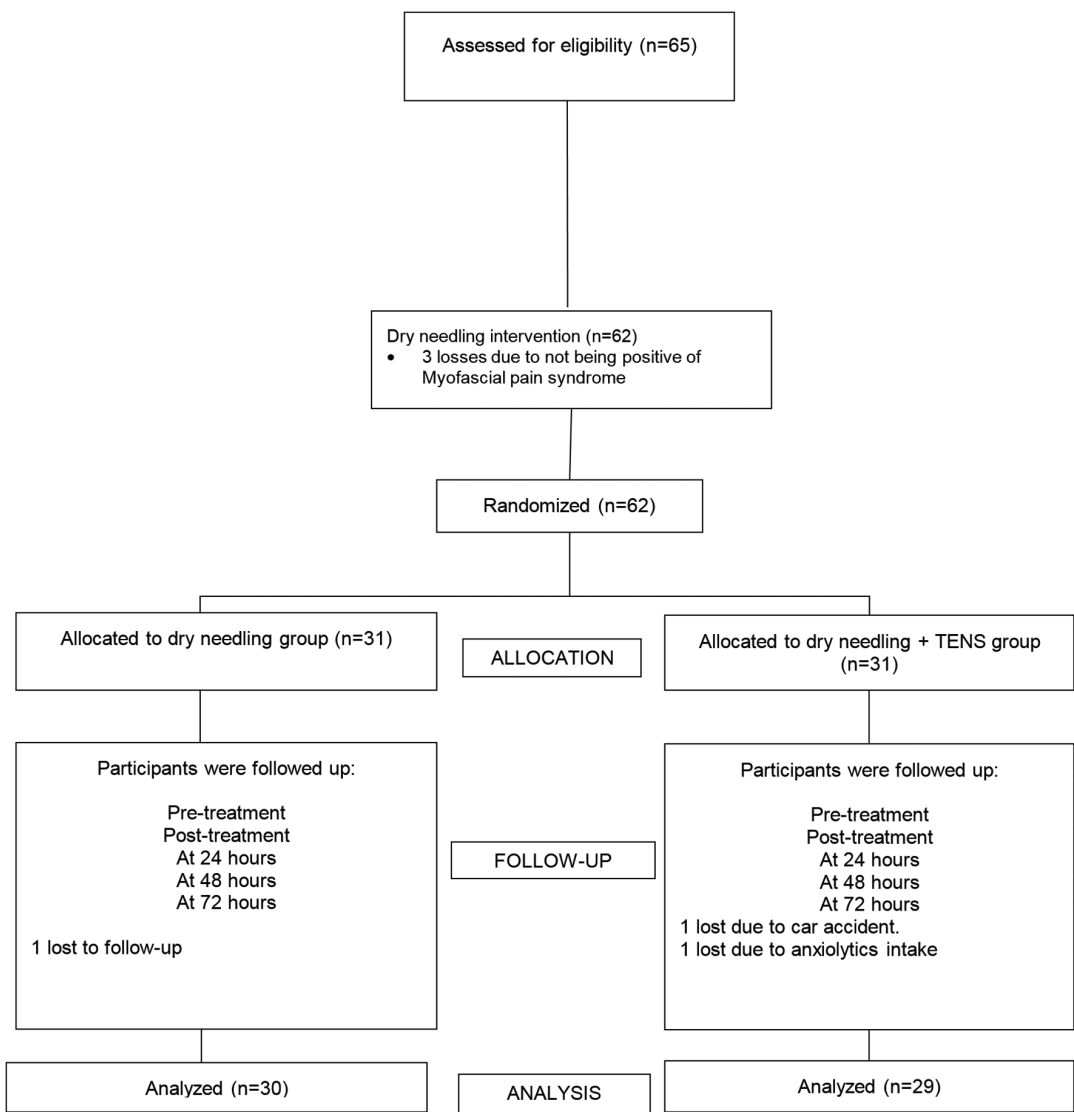 Assessed for eligibility (n=65)
Dry needling intervention (n=62)
• 3 losses due to not being positive of
Myofascial pain syndrome
Randomized (n=62)
Allocated to dry needling group (n=31)
ALLOCATION
Allocated to dry needling + TENS group
(n=31)
Participants were followed up:
Pre-treatment
Post-treatment
At 24 hours
At 48 hours
At 72 hours
1 lost to follow-up
FOLLOW-UP
Participants were followed up:
Pre-treatment
Post-treatment
At 24 hours
At 48 hours
At 72 hours
1 lost due to car accident.
1 lost due to anxiolytics intake
Analyzed (n=30)
ANALYSIS
Analyzed (n=29)